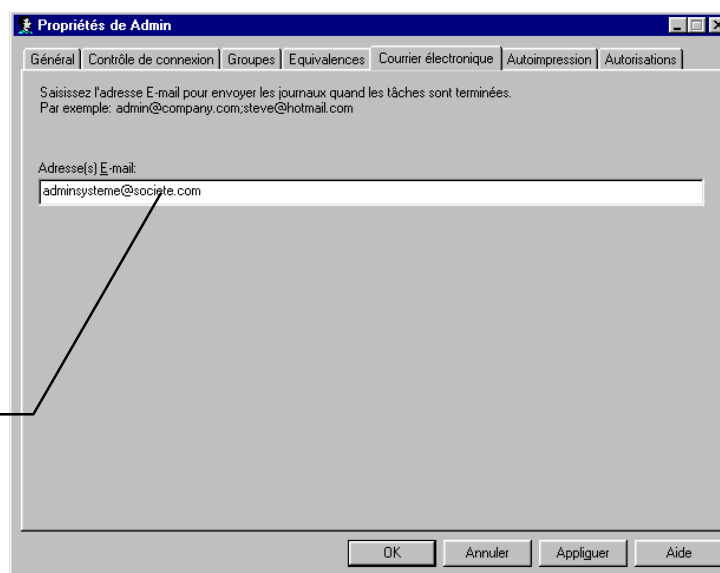 Propriétés de Admin
Général Contrôle de connexion Groupes Equivalences Courrier électronique Autoimpression Autorisations
Saisissez l'adresse E-mail pour envoyer les journaux quand les tâches sont terminées.
Par exemple: admin@company.com;steve@hotmail.com
Adresse(s) E-mail:
adminsysteme@societe.com
OK Annuler Appliquer Aide